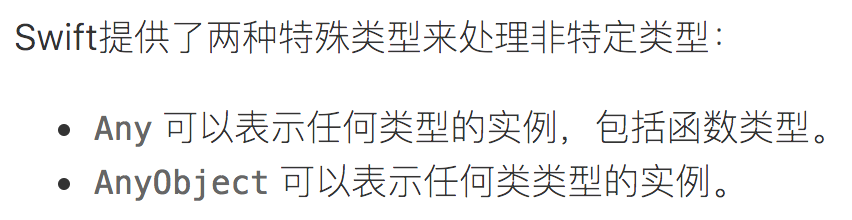 Swift提供了两种特殊类型来处理非特定类型：
• Any 可以表示任何类型的实例，包括函数类型。
• AnyObject 可以表示任何类类型的实例。